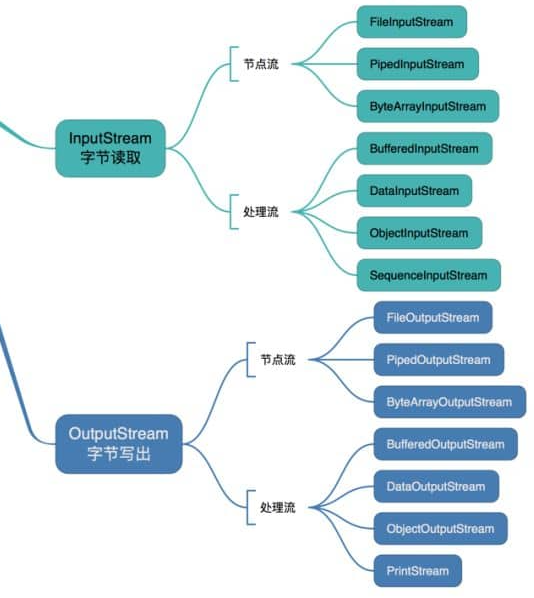 InputStream
字节读取
节点流
FileInputStream
PipedInputStream
ByteArrayInputStream
处理流
BufferedInputStream
DataInputStream
ObjectInputStream
SequenceInputStream
OutputStream
字节写出
节点流
FileOutputStream
PipedOutputStream
ByteArrayOutputStream
处理流
BufferedOutputStream
DataOutputStream
ObjectOutputStream
PrintStream